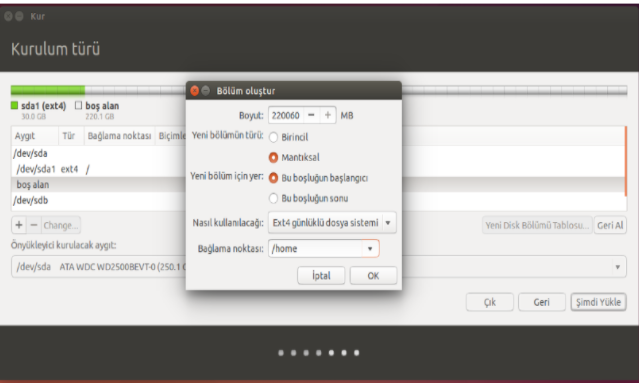 Kur
Kurulum türü
sda1 (ext4) boş alan
30.0 GB 220.1 GB
Aygıt Tür Bağlama noktası Biçimle
/dev/sda
/dev/sda1 ext4 /
boş alan
/dev/sdb
+ − Change...
Yeni Disk Bölümü Tablosu... Geri Al
Önyükleyici kurulacak aygıt:
/dev/sda ATA WDC WD2500BEVT-0 (250.1 G
Çık Geri Şimdi Yükle
Bölüm oluştur
Boyut: 220060 − + MB
Yeni bölümün türü: Birincil
Mantıksal
Yeni bölüm için yer: Bu boşluğun başlangıcı
Bu boşluğun sonu
Nasıl kullanılacağı: Ext4 günlüklü dosya sistemi
Bağlama noktası: /home
İptal OK